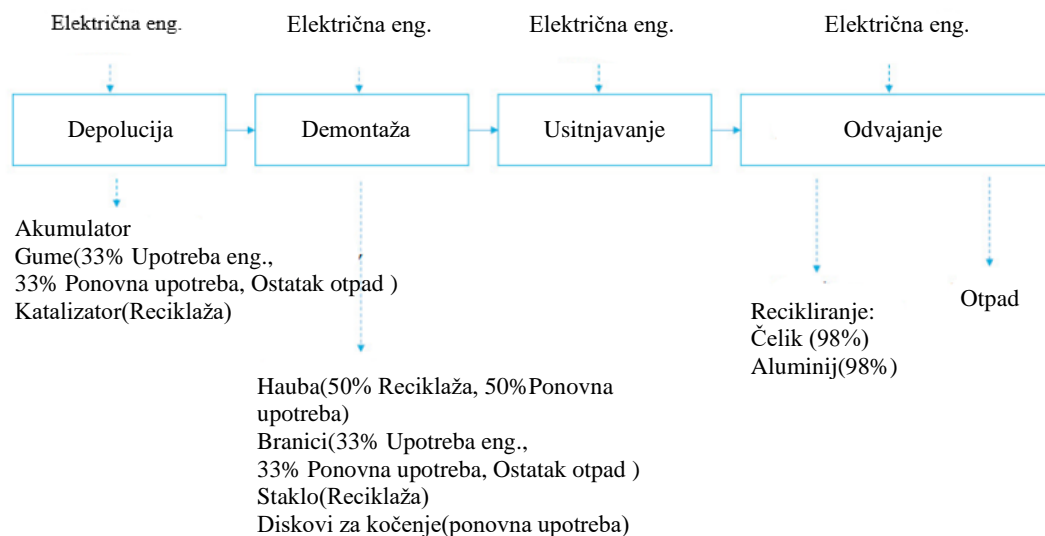 Električna eng.
Električna eng.
Električna eng.
Električna eng.
Depolucija
Demontaža
Usitnjavanje
Odvajanje
Akumulator
Gume(33% Upotreba eng.,
33% Ponovna upotreba, Ostatak otpad )
Katalizator(Reciklaža)
Hauba(50% Reciklaža, 50%Ponovna
upotreba)
Branici(33% Upotreba eng.,
33% Ponovna upotreba, Ostatak otpad )
Staklo(Reciklaža)
Diskovi za kočenje(ponovna upotreba)
Recikliranje:
Čelik (98%)
Aluminij(98%)
Otpad